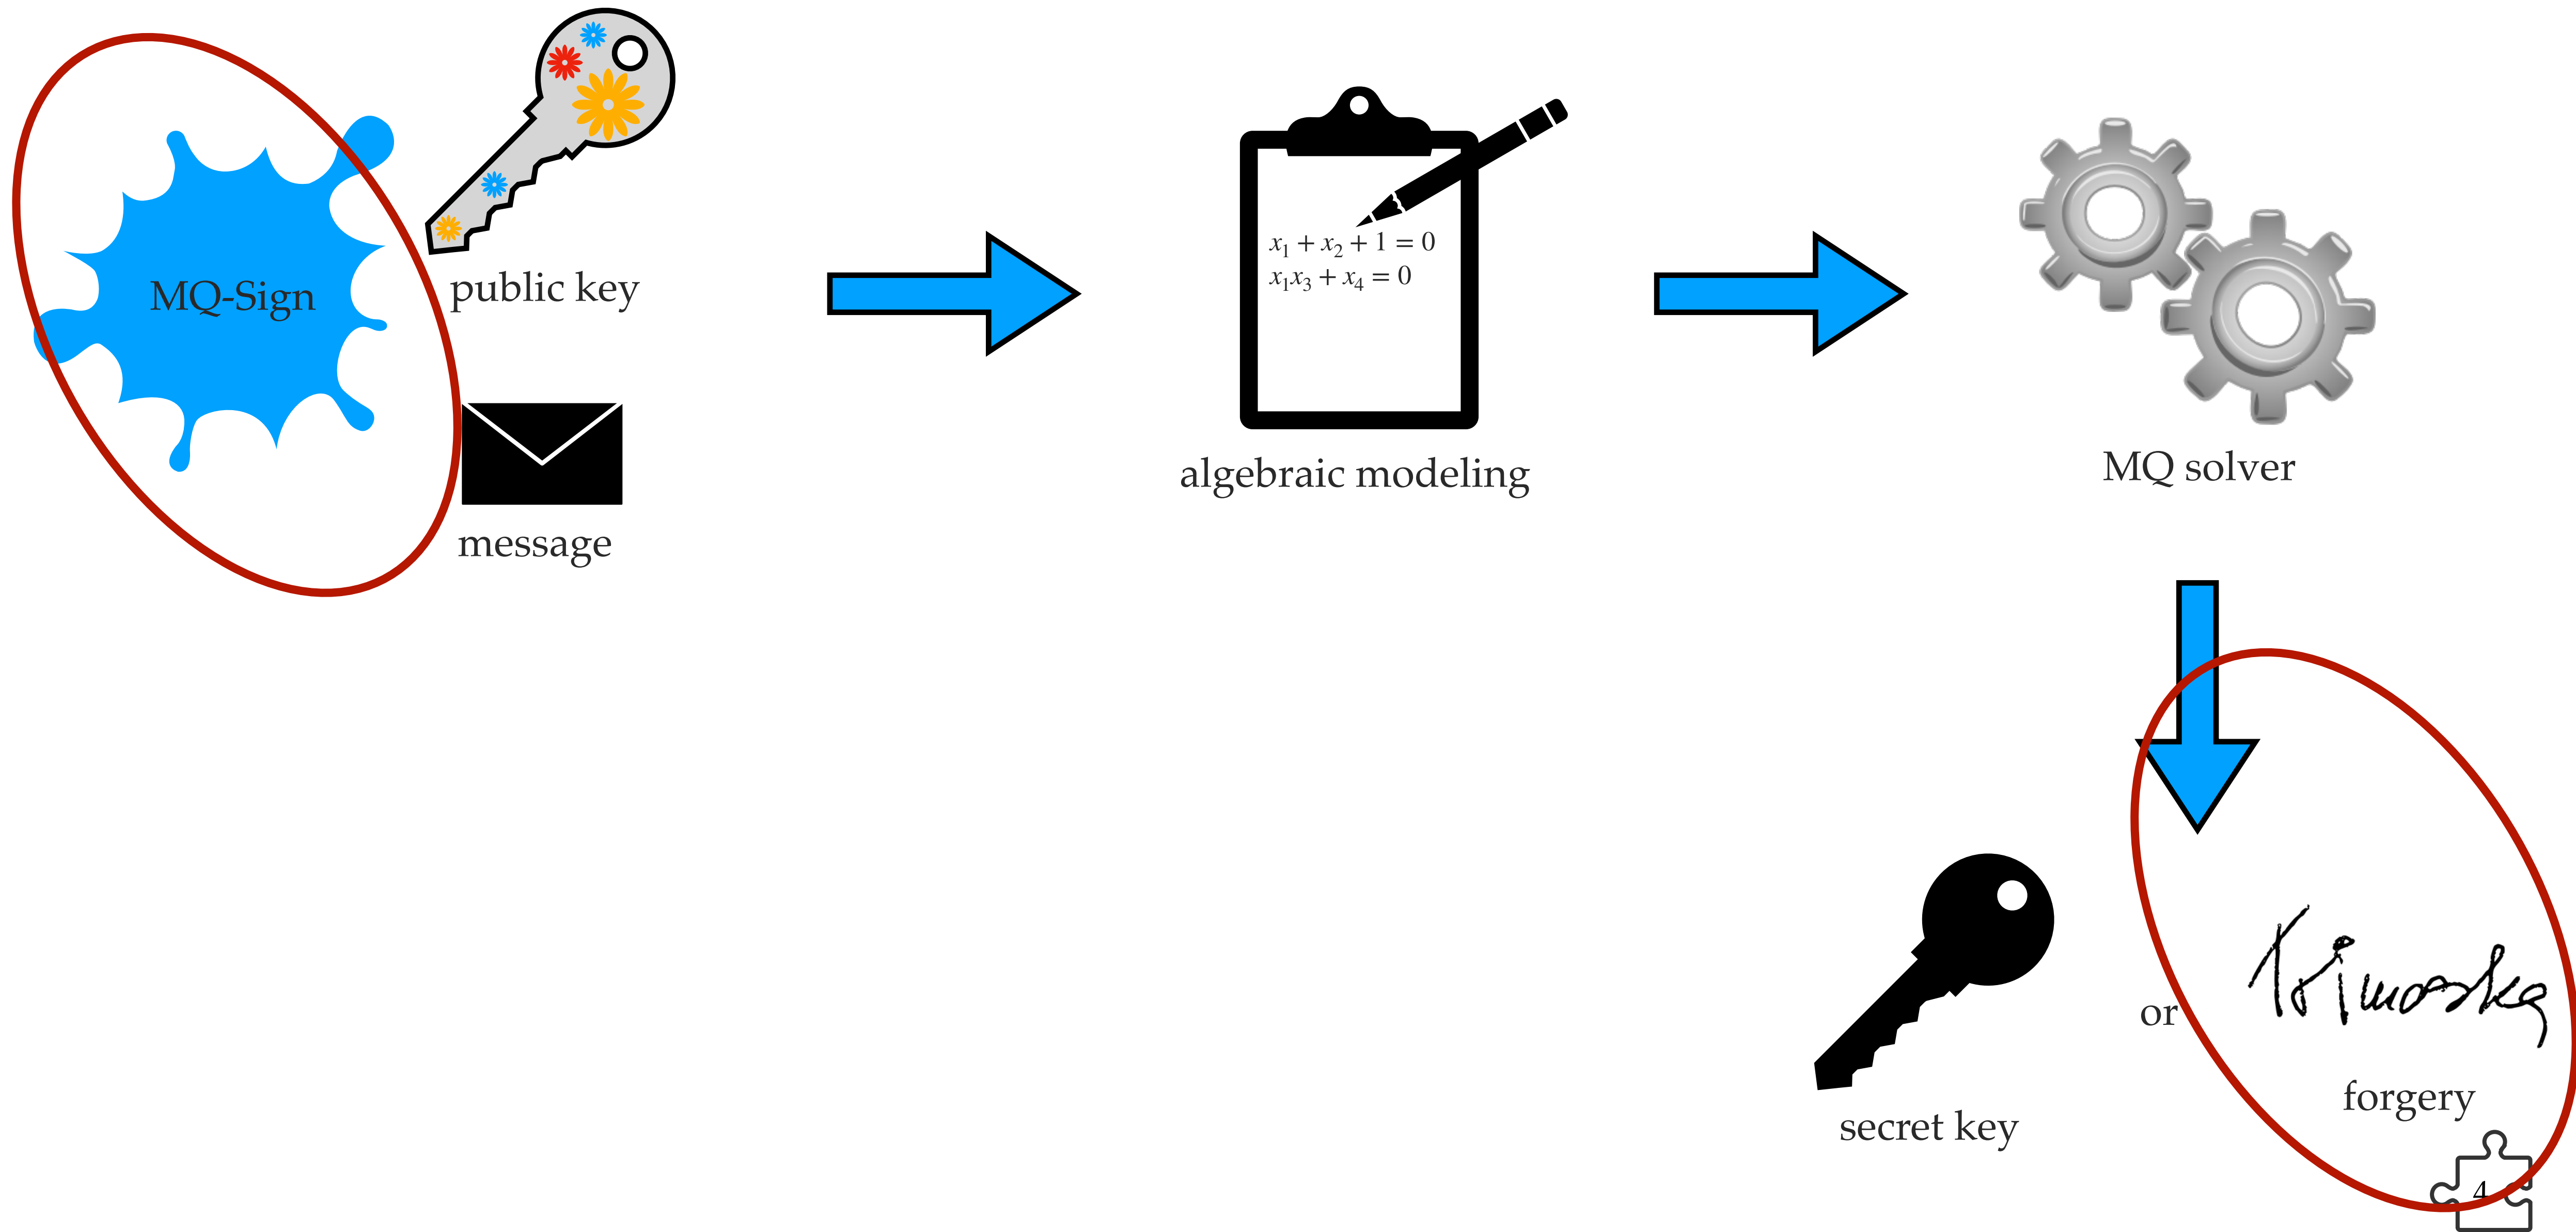 MQ-Sign
public key
message
x₁ + x₂ + 1 = 0
x₁x₃ + x₄ = 0
algebraic modeling
MQ solver
secret key
or
forgery
4